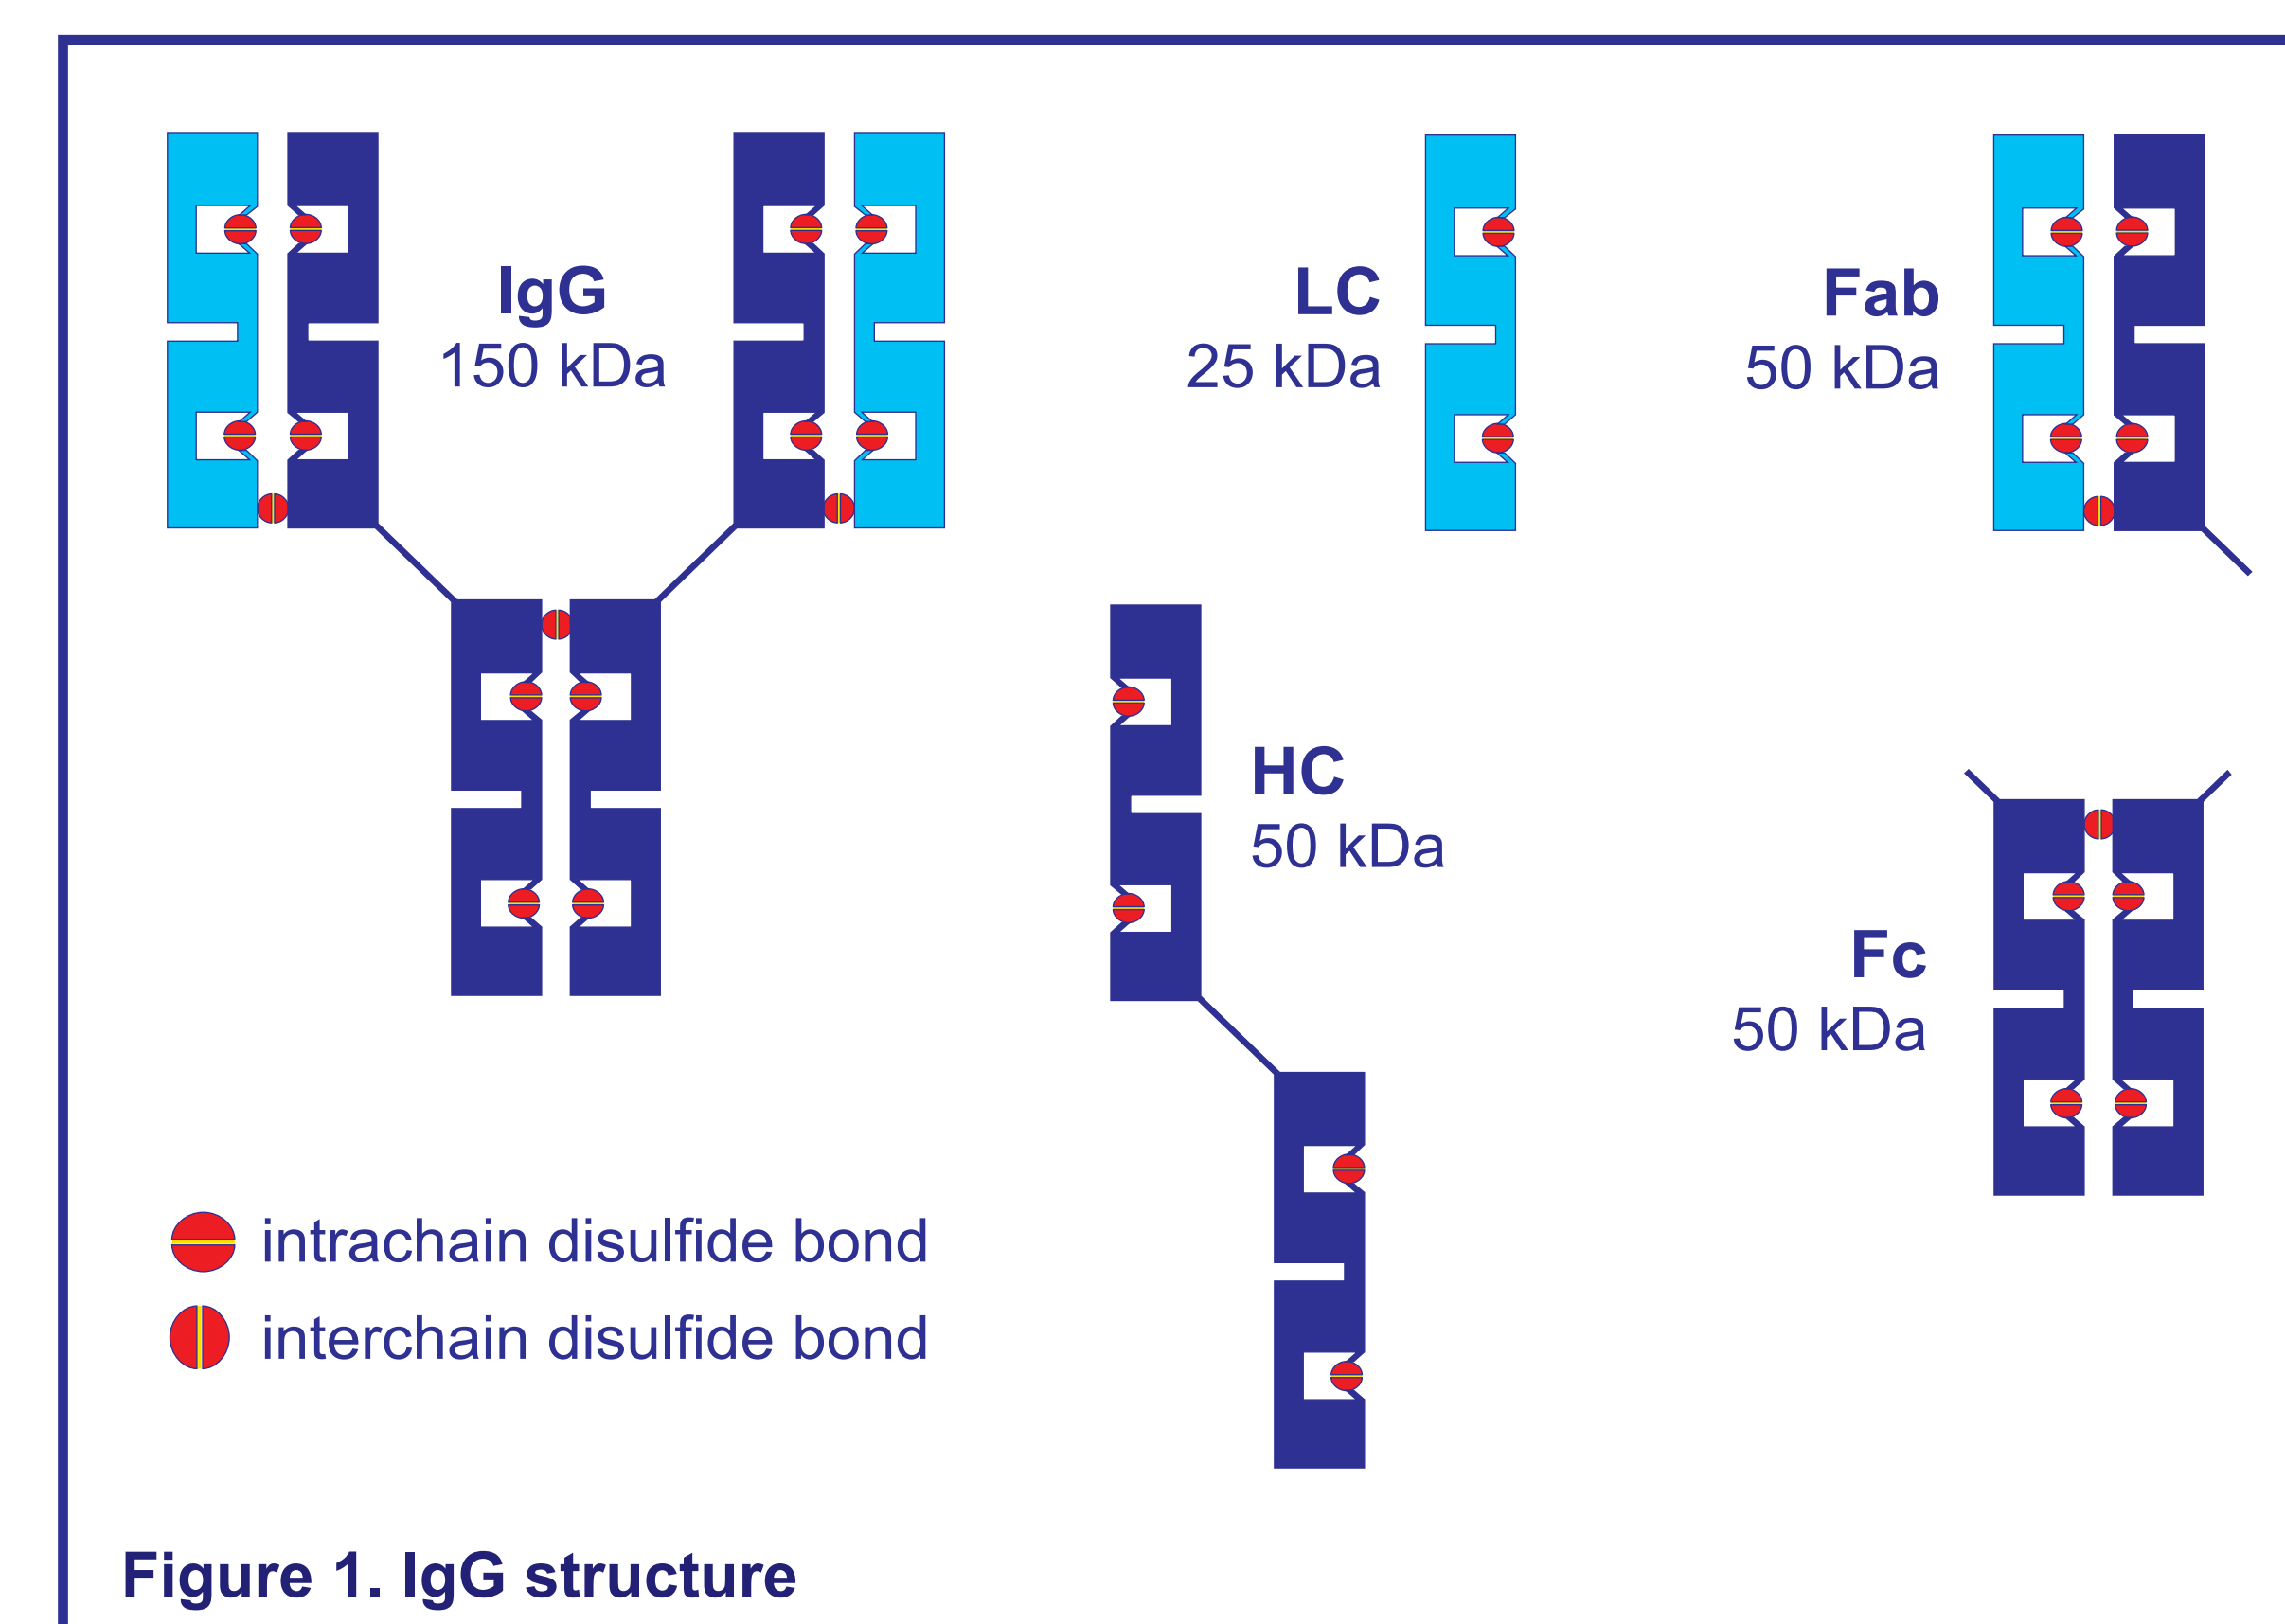 IgG
150 kDa
LC
25 kDa
Fab
50 kDa
HC
50 kDa
Fc
50 kDa
intrachain disulfide bond
interchain disulfide bond
Figure 1. IgG structure